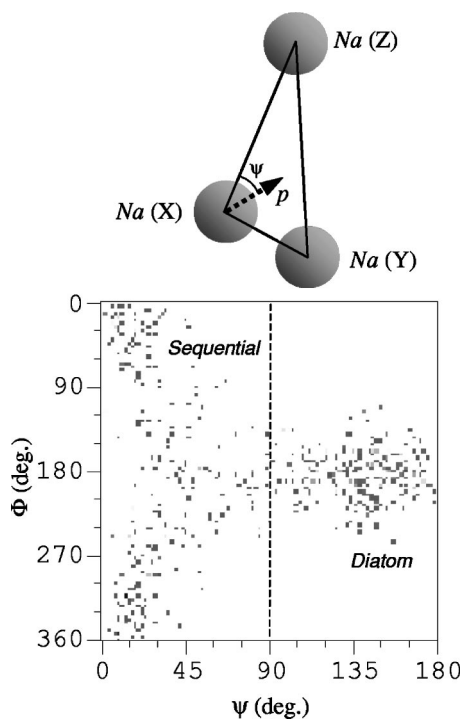 Na (Z)
ψ
p
Na (X)
Na (Y)
0
Sequential
90
Φ (deg.)
180
270
Diatom
360
0 45 90 135 180
ψ (deg.)